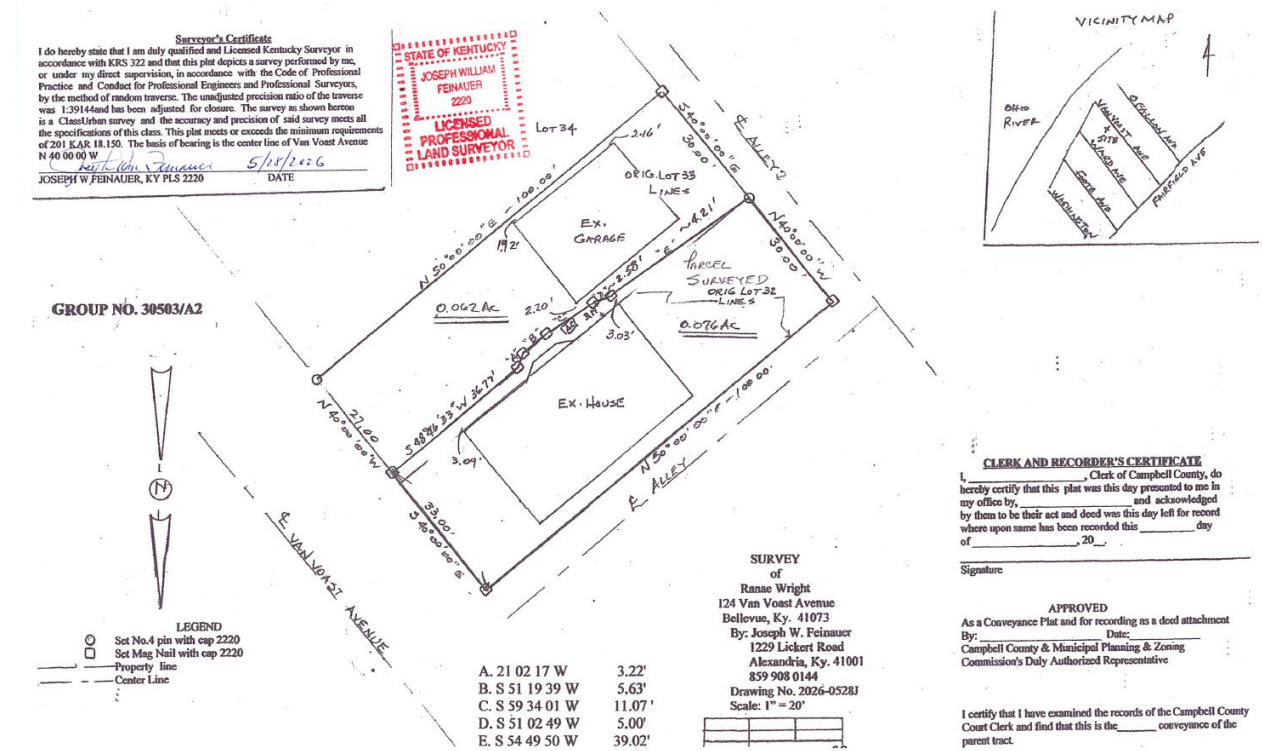 Surveyor's Certificate
I do hereby state that I am duly qualified and Licensed Kentucky Surveyor in
accordance with KRS 322 and that this plat depicts a survey performed by me,
or under my direct supervision, in accordance with the Code of Professional
Practice and Conduct for Professional Engineers and Professional Surveyors,
by the method of random traverse. The unadjusted precision ratio of the traverse
was 1:39144and has been adjusted for closure. The survey as shown hereon
is a ClassUrban survey and the accuracy and precision of said survey meets all
the specifications of this class. This plat meets or exceeds the minimum requirements
of 201 KAR 18.150. The basis of bearing is the center line of Van Voast Avenue
N 40 00 00 W
5/28/2026
JOSEPH W FEINAUER, KY PLS 2220 DATE
STATE OF KENTUCKY
JOSEPH WILLIAM
FEINAUER
2220
LICENSED
PROFESSIONAL
LAND SURVEYOR
VICINITY MAP
OHIO
RIVER
O'FALLON AVE
VANVOAST AVE
SITE
WARD AVE
FAIRFIELD AVE
WASHINGTON
LOT 34
2.16'
ORIG. LOT 33
LINES
S 40°00'00" E
30.00'
ALLEY
N 50°00'00" E - 100.00'
1.92'
EX.
GARAGE
"E" ~ 4.21'
2.58'
N 40°00'00" W
30.00'
PARCEL
SURVEYED
ORIG LOT 32
LINES
0.062 Ac
2.20'
"C"
"B"
"A"
3.03'
0.076 Ac
GROUP NO. 30503/A2
EX. HOUSE
S 48°46'33" W 36.77'
27.00
N 40°00'00" W
3.09'
N 50°00'00" E - 100.00
ALLEY
33.00'
S 40°00'00" E
VAN VOAST AVENUE
N
LEGEND
Set No.4 pin with cap 2220
Set Mag Nail with cap 2220
Property line
Center Line
A. 21 02 17 W 3.22'
B. S 51 19 39 W 5.63'
C. S 59 34 01 W 11.07 '
D. S 51 02 49 W 5.00'
E. S 54 49 50 W 39.02'
SURVEY
of
Ranae Wright
124 Van Voast Avenue
Bellevue, Ky. 41073
By: Joseph W. Feinauer
1229 Lickert Road
Alexandria, Ky. 41001
859 908 0144
Drawing No. 2026-0528J
Scale: 1" = 20'
CLERK AND RECORDER'S CERTIFICATE
I, ____________, Clerk of Campbell County, do
hereby certify that this plat was this day presented to me in
my office by, ____________ and acknowledged
by them to be their act and deed was this day left for record
where upon same has been recorded this ________ day
of ____________, 20__.
Signature
APPROVED
As a Conveyance Plat and for recording as a deed attachment
By: ____________ Date: ________
Campbell County & Municipal Planning & Zoning
Commission's Duly Authorized Representative
I certify that I have examined the records of the Campbell County
Court Clerk and find that this is the ______ conveyance of the
parent tract.